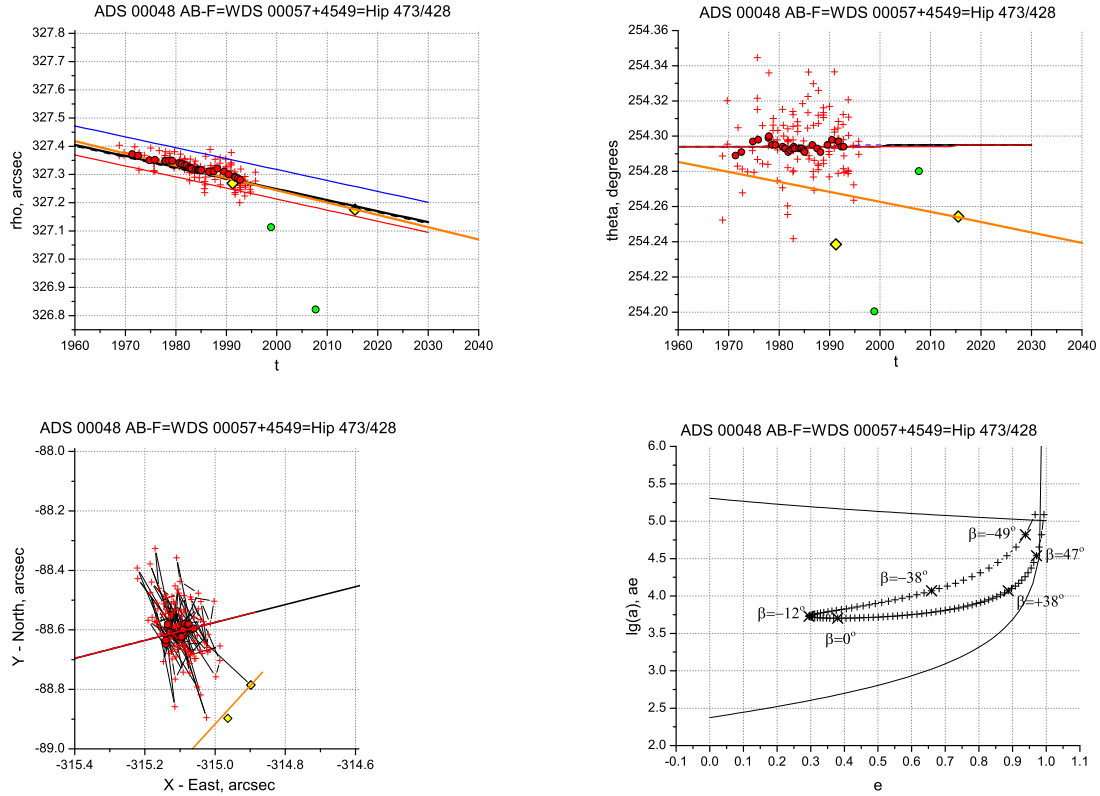 ADS 00048 AB-F=WDS 00057+4549=Hip 473/428
327.8
327.7
327.6
327.5
327.4
327.3
327.2
327.1
327.0
326.9
326.8
rho, arcsec
1960 1970 1980 1990 2000 2010 2020 2030 2040
t
ADS 00048 AB-F=WDS 00057+4549=Hip 473/428
254.36
254.34
254.32
254.30
254.28
254.26
254.24
254.22
254.20
theta, degrees
1960 1970 1980 1990 2000 2010 2020 2030 2040
t
ADS 00048 AB-F=WDS 00057+4549=Hip 473/428
-88.0
-88.2
-88.4
-88.6
-88.8
-89.0
Y - North, arcsec
-315.4 -315.2 -315.0 -314.8 -314.6
X - East, arcsec
ADS 00048 AB-F=WDS 00057+4549=Hip 473/428
6.0
5.5
5.0
4.5
4.0
3.5
3.0
2.5
2.0
lg(a), ae
β=-49°
β=47°
β=-38°
β=+38°
β=-12°
β=0°
-0.1 0.0 0.1 0.2 0.3 0.4 0.5 0.6 0.7 0.8 0.9 1.0 1.1
e